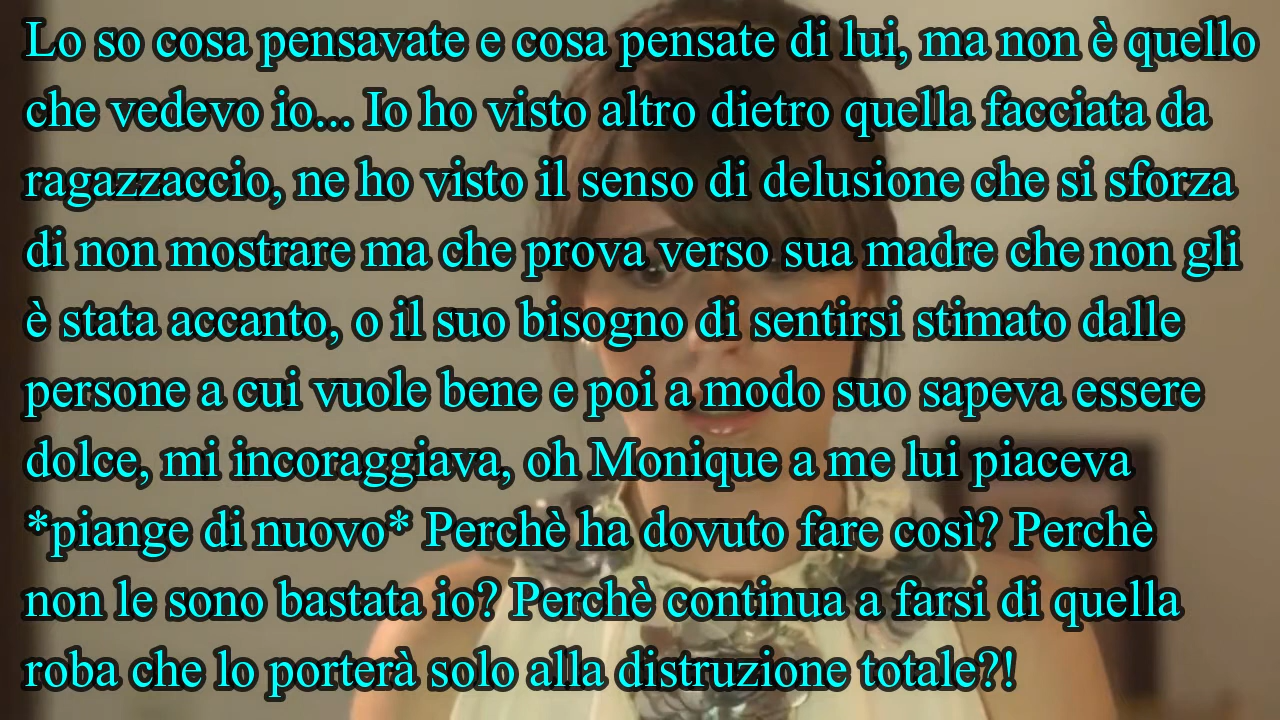 Lo so cosa pensavate e cosa pensate di lui, ma non è quello
che vedevo io... Io ho visto altro dietro quella facciata da
ragazzaccio, ne ho visto il senso di delusione che si sforza
di non mostrare ma che prova verso sua madre che non gli
è stata accanto, o il suo bisogno di sentirsi stimato dalle
persone a cui vuole bene e poi a modo suo sapeva essere
dolce, mi incoraggiava, oh Monique a me lui piaceva
*piange di nuovo* Perchè ha dovuto fare così? Perchè
non le sono bastata io? Perchè continua a farsi di quella
roba che lo porterà solo alla distruzione totale?!